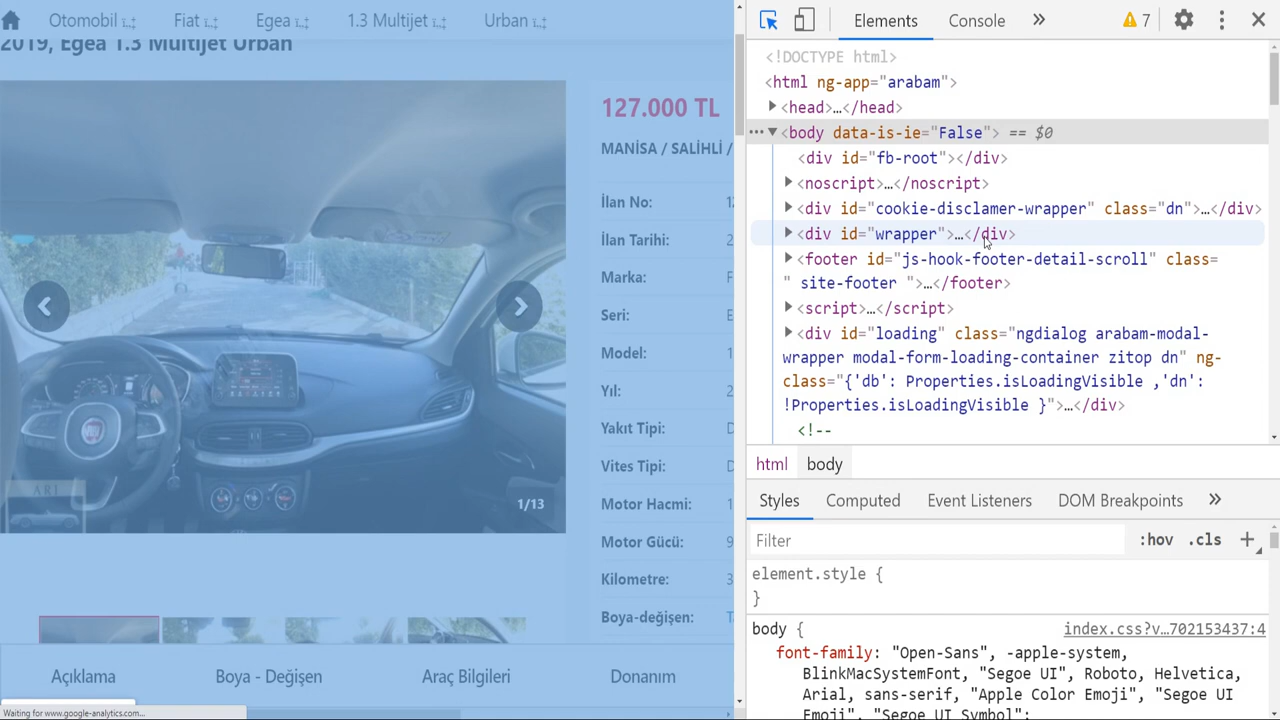 Otomobil Fiat Egea 1.3 Multijet Urban
2019, Egea 1.3 Multijet Urban
127.000 TL
MANİSA / SALİHLİ /
İlan No:
İlan Tarihi:
Marka:
Seri:
Model:
Yıl:
Yakıt Tipi:
Vites Tipi:
Motor Hacmi:
Motor Gücü:
Kilometre:
Boya-değişen:
1/13
Açıklama Boya - Değişen Araç Bilgileri Donanım
Waiting for www.google-analytics.com...
Elements Console » 7
<!DOCTYPE html>
<html ng-app="arabam">
<head>…</head>
<body data-is-ie="False"> == $0
<div id="fb-root"></div>
<noscript>…</noscript>
<div id="cookie-disclamer-wrapper" class="dn">…</div>
<div id="wrapper">…</div>
<footer id="js-hook-footer-detail-scroll" class=
" site-footer ">…</footer>
<script>…</script>
<div id="loading" class="ngdialog arabam-modal-
wrapper modal-form-loading-container zitop dn" ng-
class="{'db': Properties.isLoadingVisible ,'dn':
!Properties.isLoadingVisible }">…</div>
<!--
html body
Styles Computed Event Listeners DOM Breakpoints »
Filter :hov .cls +
element.style {
}
body { index.css?v…702153437:4
font-family: "Open-Sans", -apple-system,
BlinkMacSystemFont, "Segoe UI", Roboto, Helvetica,
Arial, sans-serif, "Apple Color Emoji", "Segoe UI
Emoji", "Segoe UI Symbol";